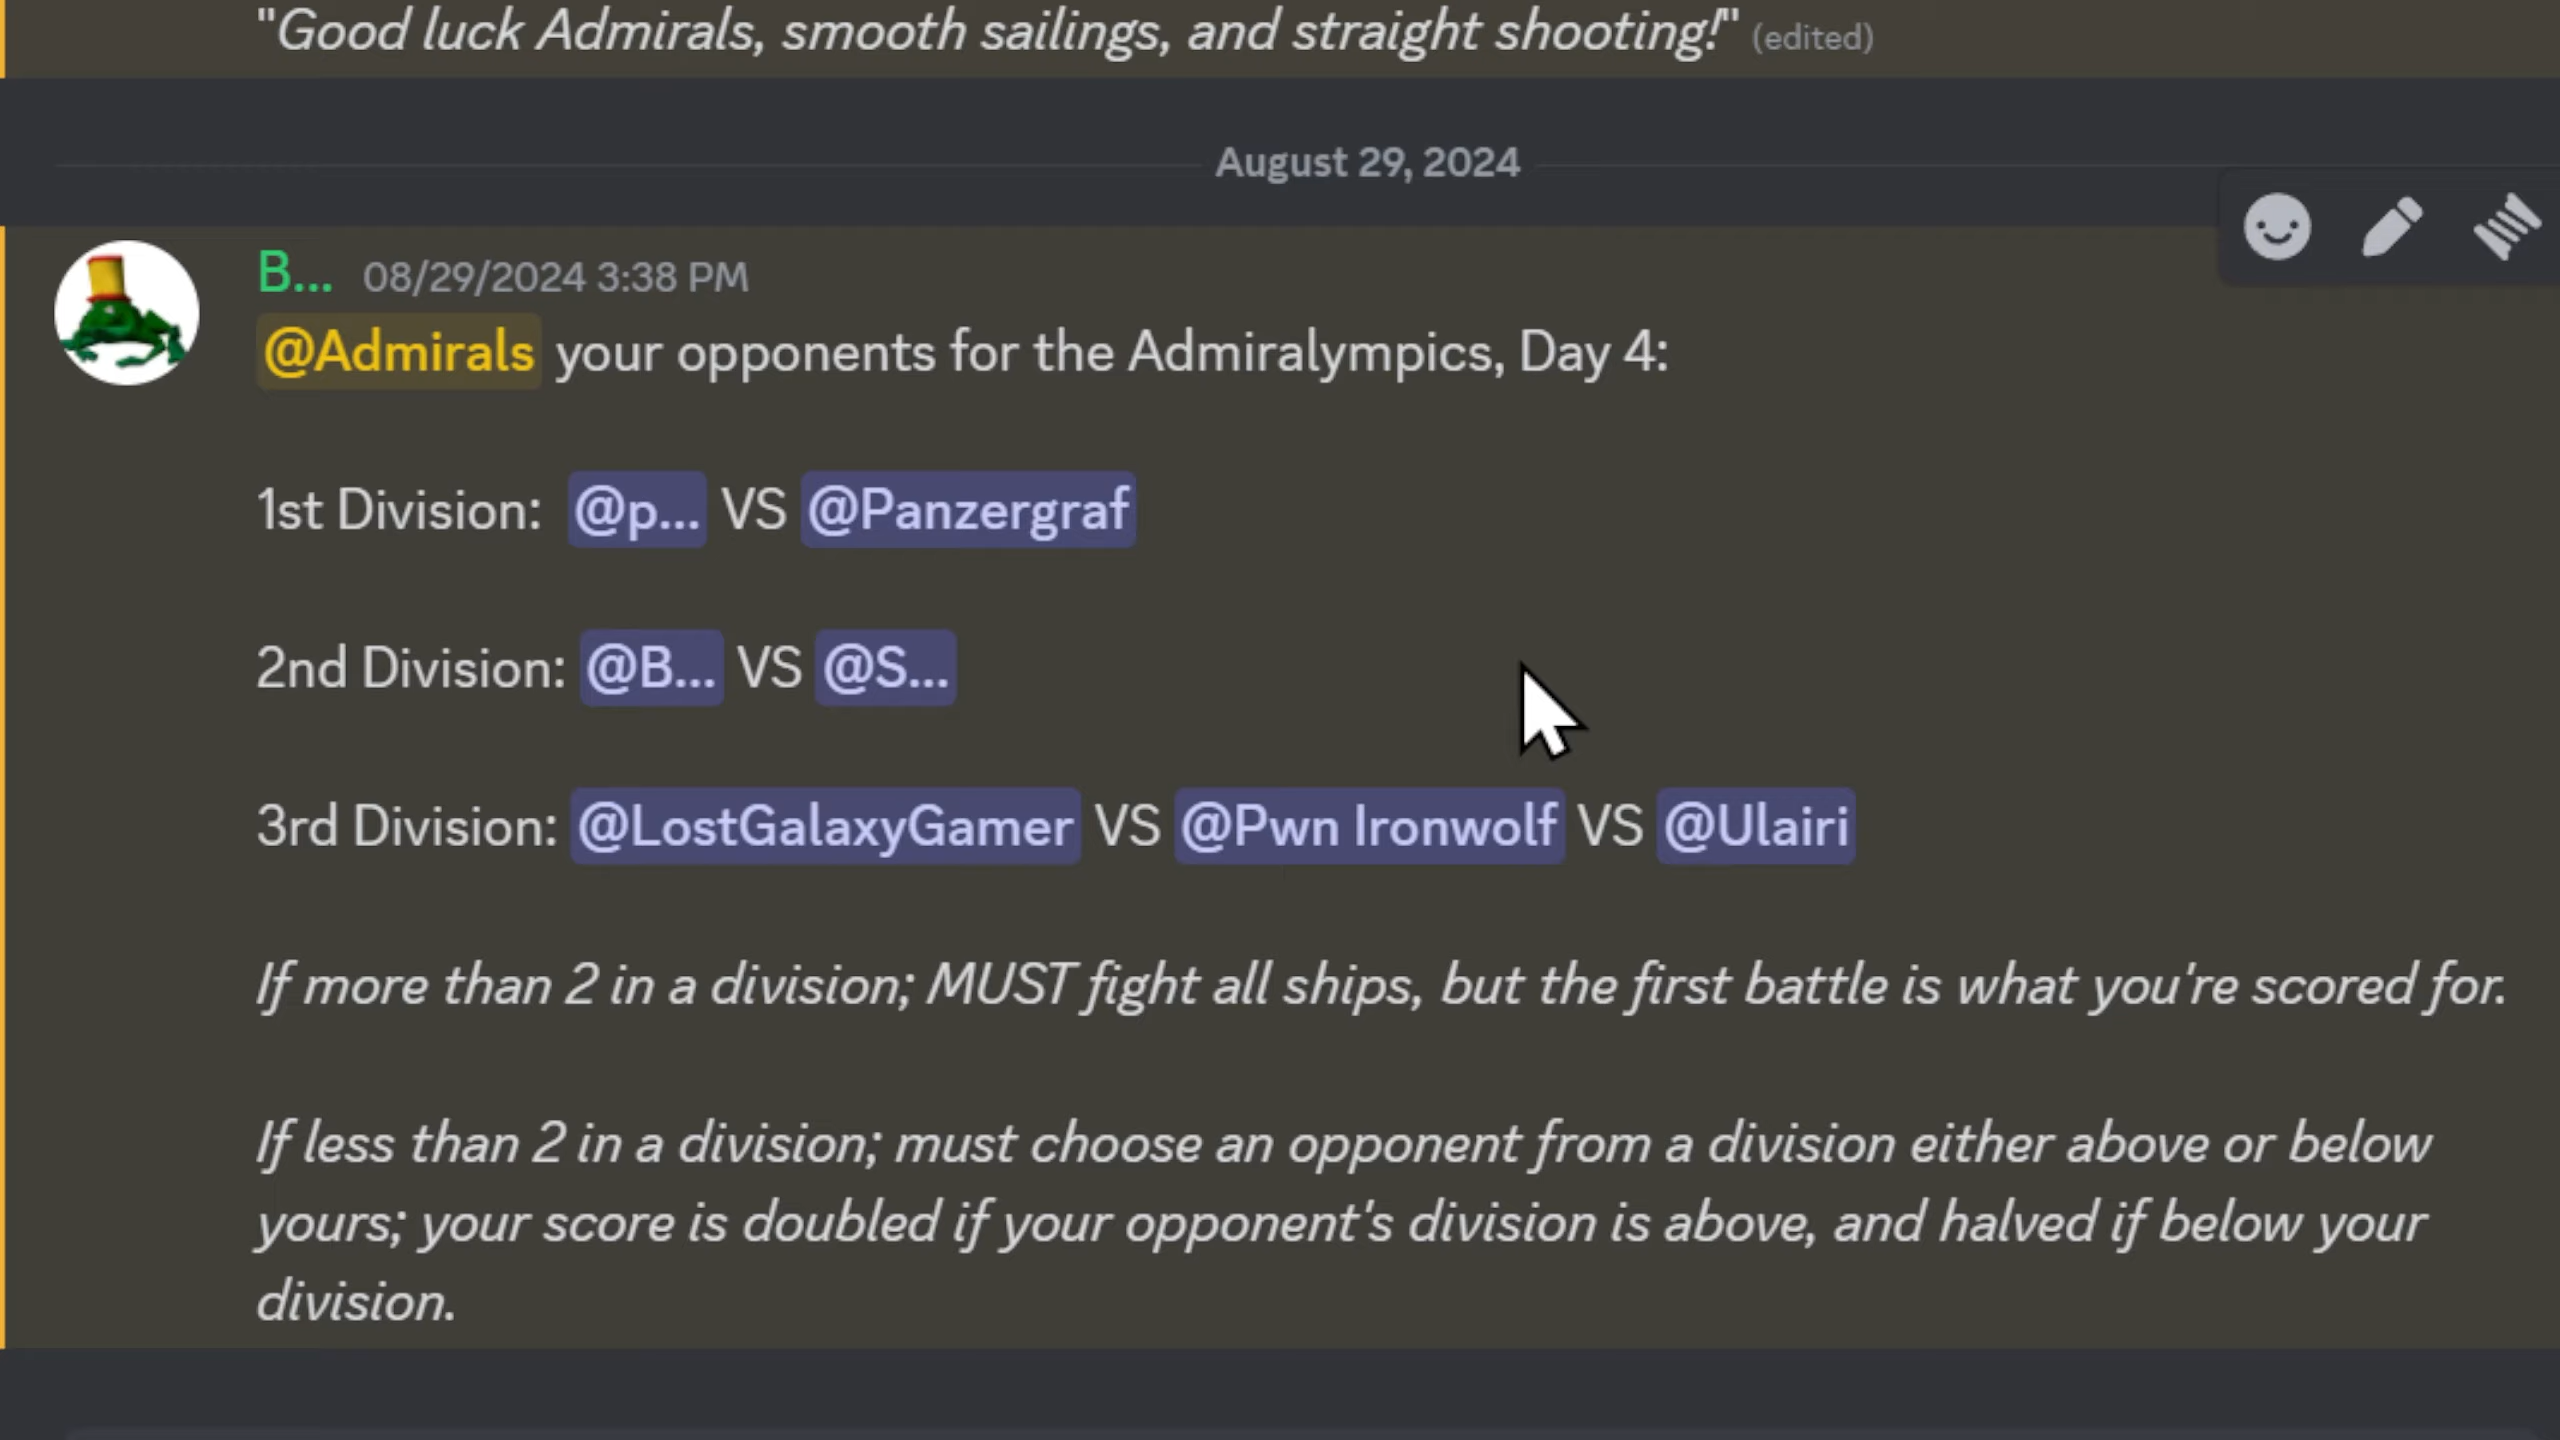 "Good luck Admirals, smooth sailings, and straight shooting!" (edited)
August 29, 2024
B... 08/29/2024 3:38 PM
@Admirals your opponents for the Admiralympics, Day 4:
1st Division: @p... VS @Panzergraf
2nd Division: @B... VS @S...
3rd Division: @LostGalaxyGamer VS @Pwn Ironwolf VS @Ulairi
If more than 2 in a division; MUST fight all ships, but the first battle is what you're scored for.
If less than 2 in a division; must choose an opponent from a division either above or below
yours; your score is doubled if your opponent's division is above, and halved if below your
division.